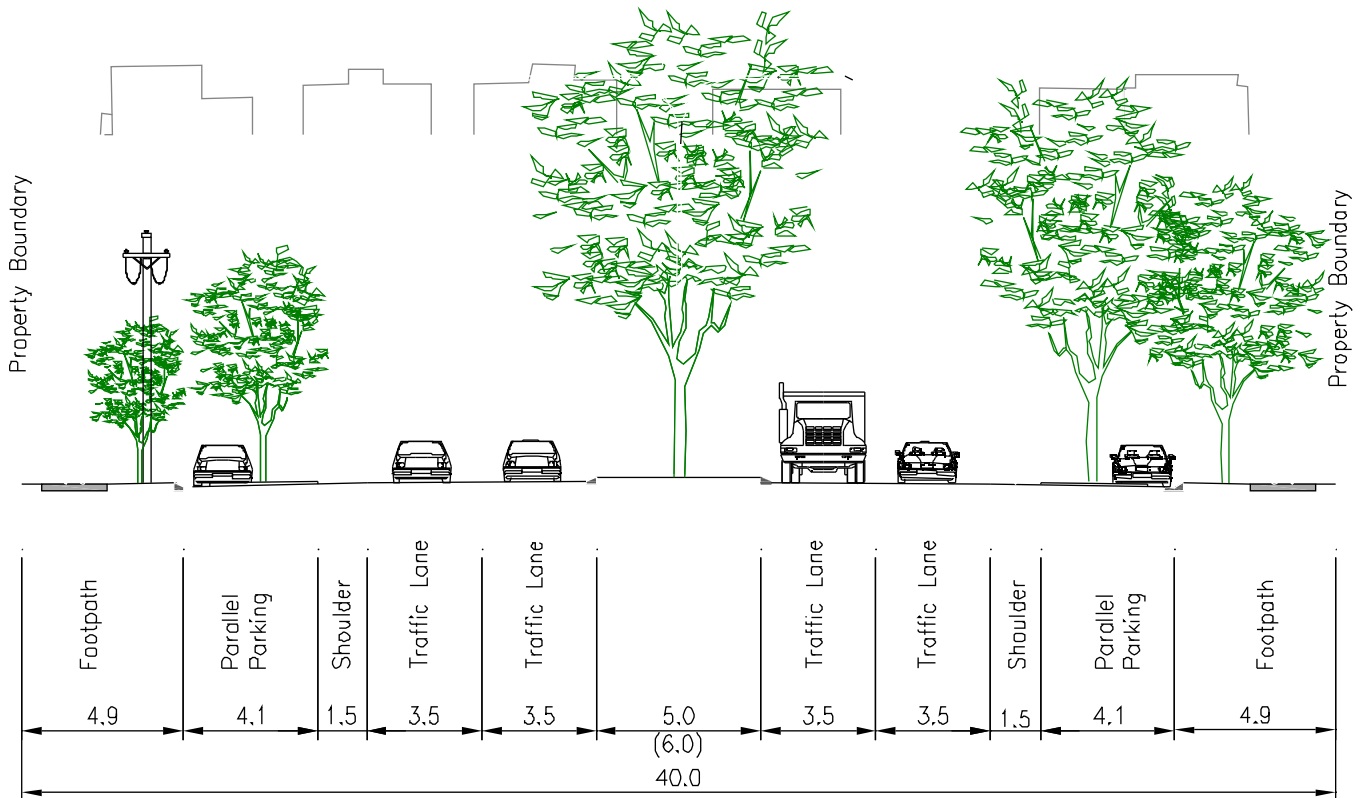 Property Boundary
Property Boundary
Footpath
Parallel
Parking
Shoulder
Traffic Lane
Traffic Lane
Traffic Lane
Traffic Lane
Shoulder
Parallel
Parking
Footpath
4.9
4.1
1.5
3.5
3.5
5.0
(6.0)
3.5
3.5
1.5
4.1
4.9
40.0